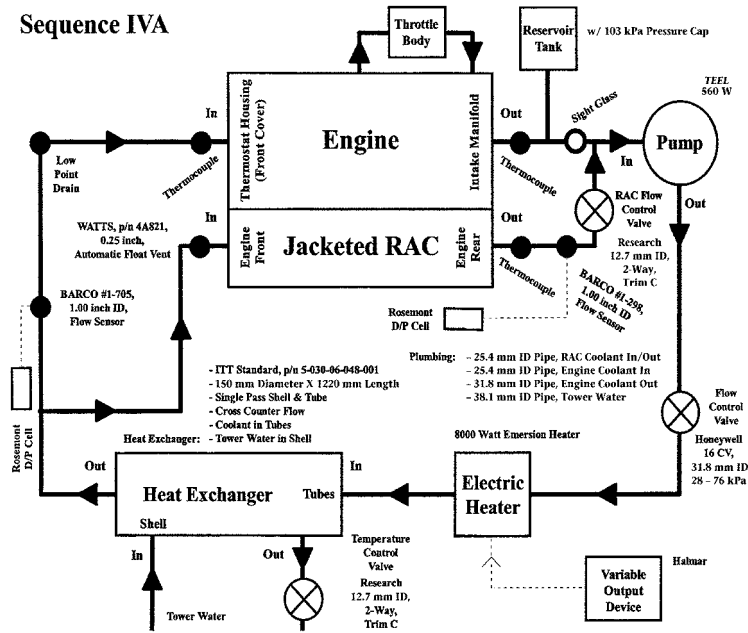 Sequence IVA
Throttle
Body
Reservoir
Tank
w/ 103 kPa Pressure Cap
TEEL
560 W
Sight Glass
In
Thermostat Housing
(Front Cover)
Engine
Intake Manifold
Out
Thermocouple
Thermocouple
In
Pump
Out
Low
Point
Drain
RAC Flow
Control
Valve
Research
12.7 mm ID,
2-Way,
Trim C
WATTS, p/n 4A821,
0.25 inch,
Automatic Float Vent
In
Engine
Front
Jacketed RAC
Engine
Rear
Out
Thermocouple
BARCO #1-298,
1.00 inch ID
Flow Sensor
BARCO #1-705,
1.00 inch ID,
Flow Sensor
Rosemont
D/P Cell
Rosemont
D/P Cell
- ITT Standard, p/n 5-030-06-048-001
- 150 mm Diameter X 1220 mm Length
- Single Pass Shell & Tube
- Cross Counter Flow
- Coolant in Tubes
Heat Exchanger: - Tower Water in Shell
Plumbing: - 25.4 mm ID Pipe, RAC Coolant In/Out
- 25.4 mm ID Pipe, Engine Coolant In
- 31.8 mm ID Pipe, Engine Coolant Out
- 38.1 mm ID Pipe, Tower Water
Flow
Control
Valve
Honeywell
16 CV,
31.8 mm ID
28 - 76 kPa
8000 Watt Emersion Heater
Out
Heat Exchanger
Tubes
Shell
In
Electric
Heater
In
Out
Tower Water
Temperature
Control
Valve
Research
12.7 mm ID,
2-Way,
Trim C
Variable
Output
Device
Halmar